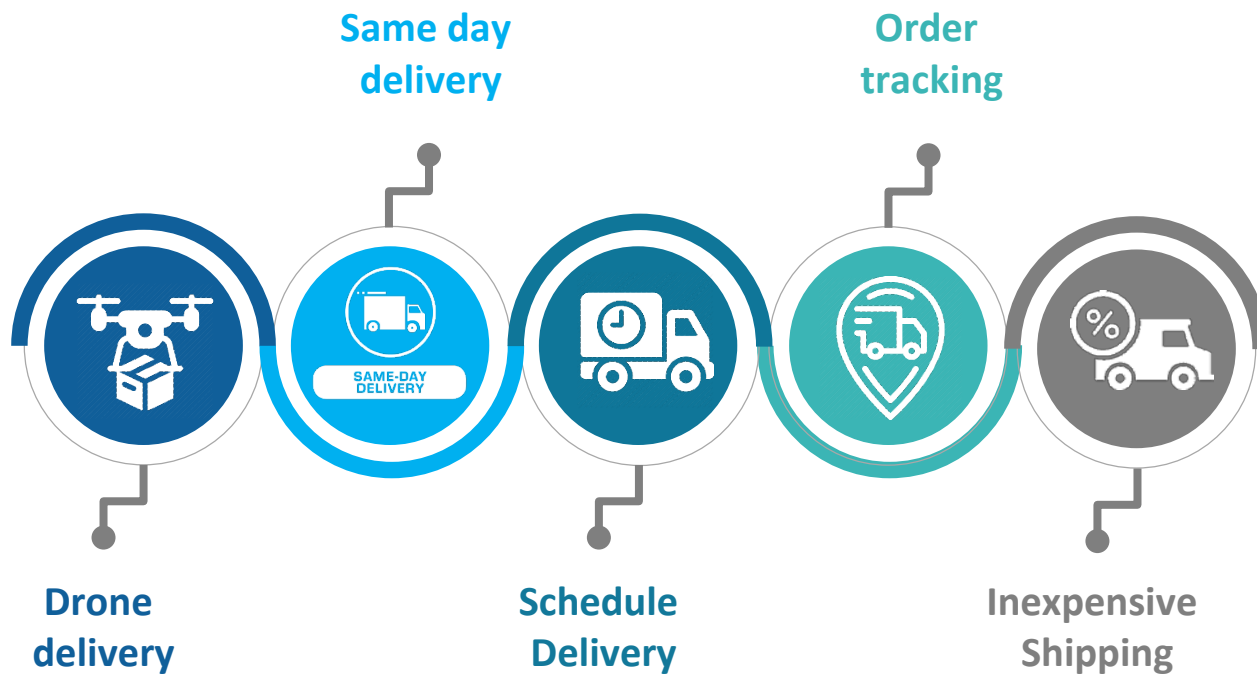 Same day
delivery
Order
tracking
SAME-DAY
DELIVERY
%
Drone
delivery
Schedule
Delivery
Inexpensive
Shipping